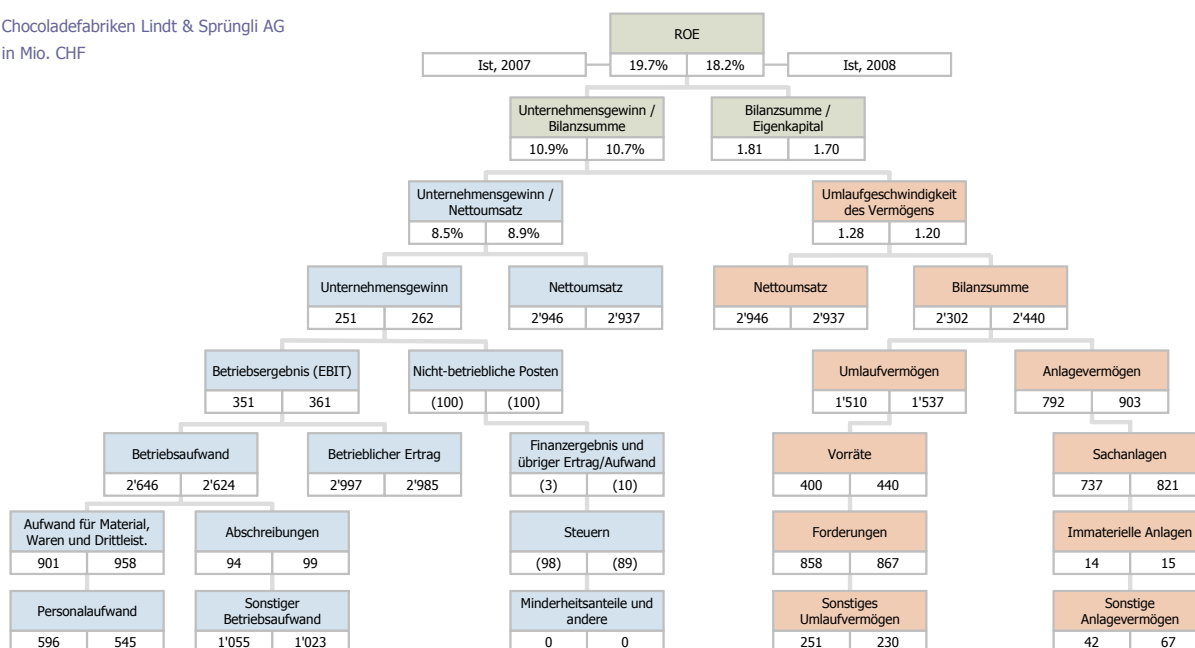 Chocoladefabriken Lindt & Sprüngli AG
in Mio. CHF
ROE
Ist, 2007
19.7% 18.2%
Ist, 2008
Unternehmensgewinn /
Bilanzsumme
10.9% 10.7%
Bilanzsumme /
Eigenkapital
1.81 1.70
Unternehmensgewinn /
Nettoumsatz
8.5% 8.9%
Umlaufgeschwindigkeit
des Vermögens
1.28 1.20
Unternehmensgewinn
251 262
Nettoumsatz
2'946 2'937
Nettoumsatz
2'946 2'937
Bilanzsumme
2'302 2'440
Betriebsergebnis (EBIT)
351 361
Nicht-betriebliche Posten
(100) (100)
Umlaufvermögen
1'510 1'537
Anlagevermögen
792 903
Betriebsaufwand
2'646 2'624
Betrieblicher Ertrag
2'997 2'985
Finanzergebnis und
übriger Ertrag/Aufwand
(3) (10)
Vorräte
400 440
Sachanlagen
737 821
Aufwand für Material,
Waren und Drittleist.
901 958
Abschreibungen
94 99
Steuern
(98) (89)
Forderungen
858 867
Immaterielle Anlagen
14 15
Personalaufwand
596 545
Sonstiger
Betriebsaufwand
1'055 1'023
Minderheitsanteile und
andere
0 0
Sonstiges
Umlaufvermögen
251 230
Sonstige
Anlagevermögen
42 67